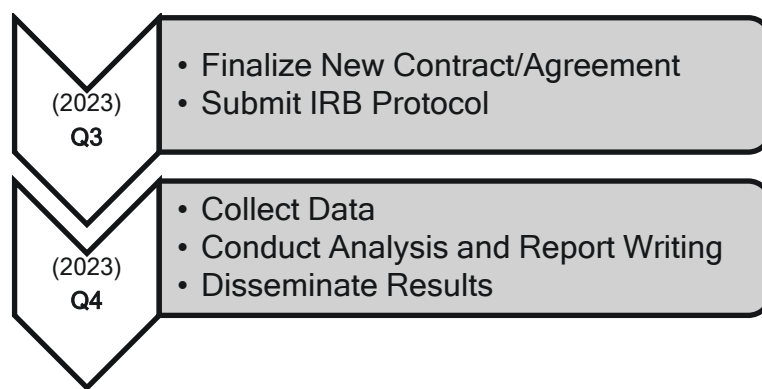 (2023)
Q3
• Finalize New Contract/Agreement
• Submit IRB Protocol
(2023)
Q4
• Collect Data
• Conduct Analysis and Report Writing
• Disseminate Results